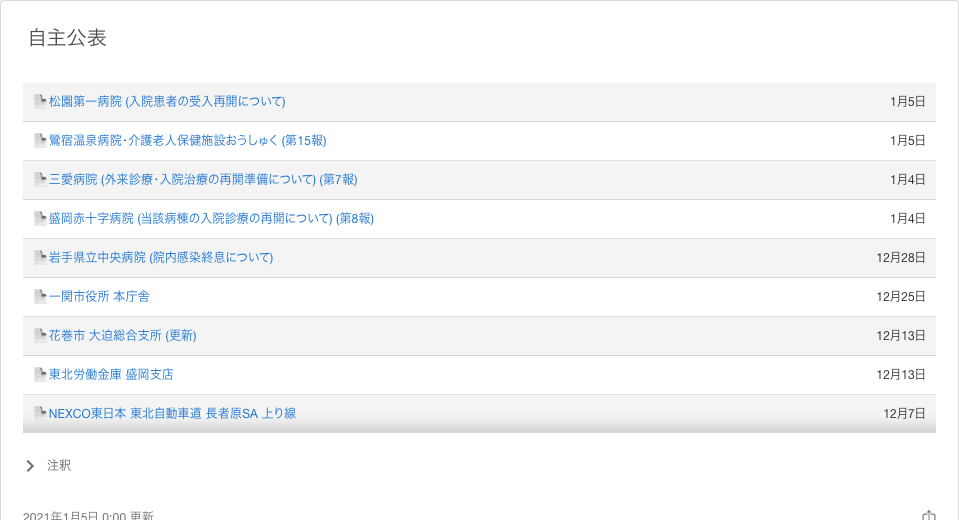 自主公表
松園第一病院 (入院患者の受入再開について) 1月5日
鶯宿温泉病院・介護老人保健施設おうしゅく (第15報) 1月5日
三愛病院 (外来診療・入院治療の再開準備について) (第7報) 1月4日
盛岡赤十字病院 (当該病棟の入院診療の再開について) (第8報) 1月4日
岩手県立中央病院 (院内感染終息について) 12月28日
一関市役所 本庁舎 12月25日
花巻市 大迫総合支所 (更新) 12月13日
東北労働金庫 盛岡支店 12月13日
NEXCO東日本 東北自動車道 長者原SA 上り線 12月7日
注釈
2021年1月5日 0:00 更新